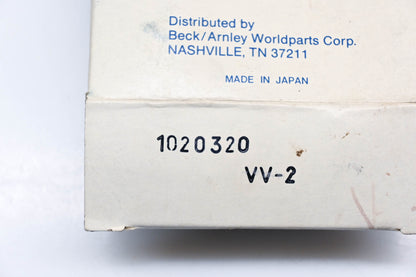 Distributed by
Beck/Arnley Worldparts Corp.
NASHVILLE, TN 37211
MADE IN JAPAN
1020320
VV-2